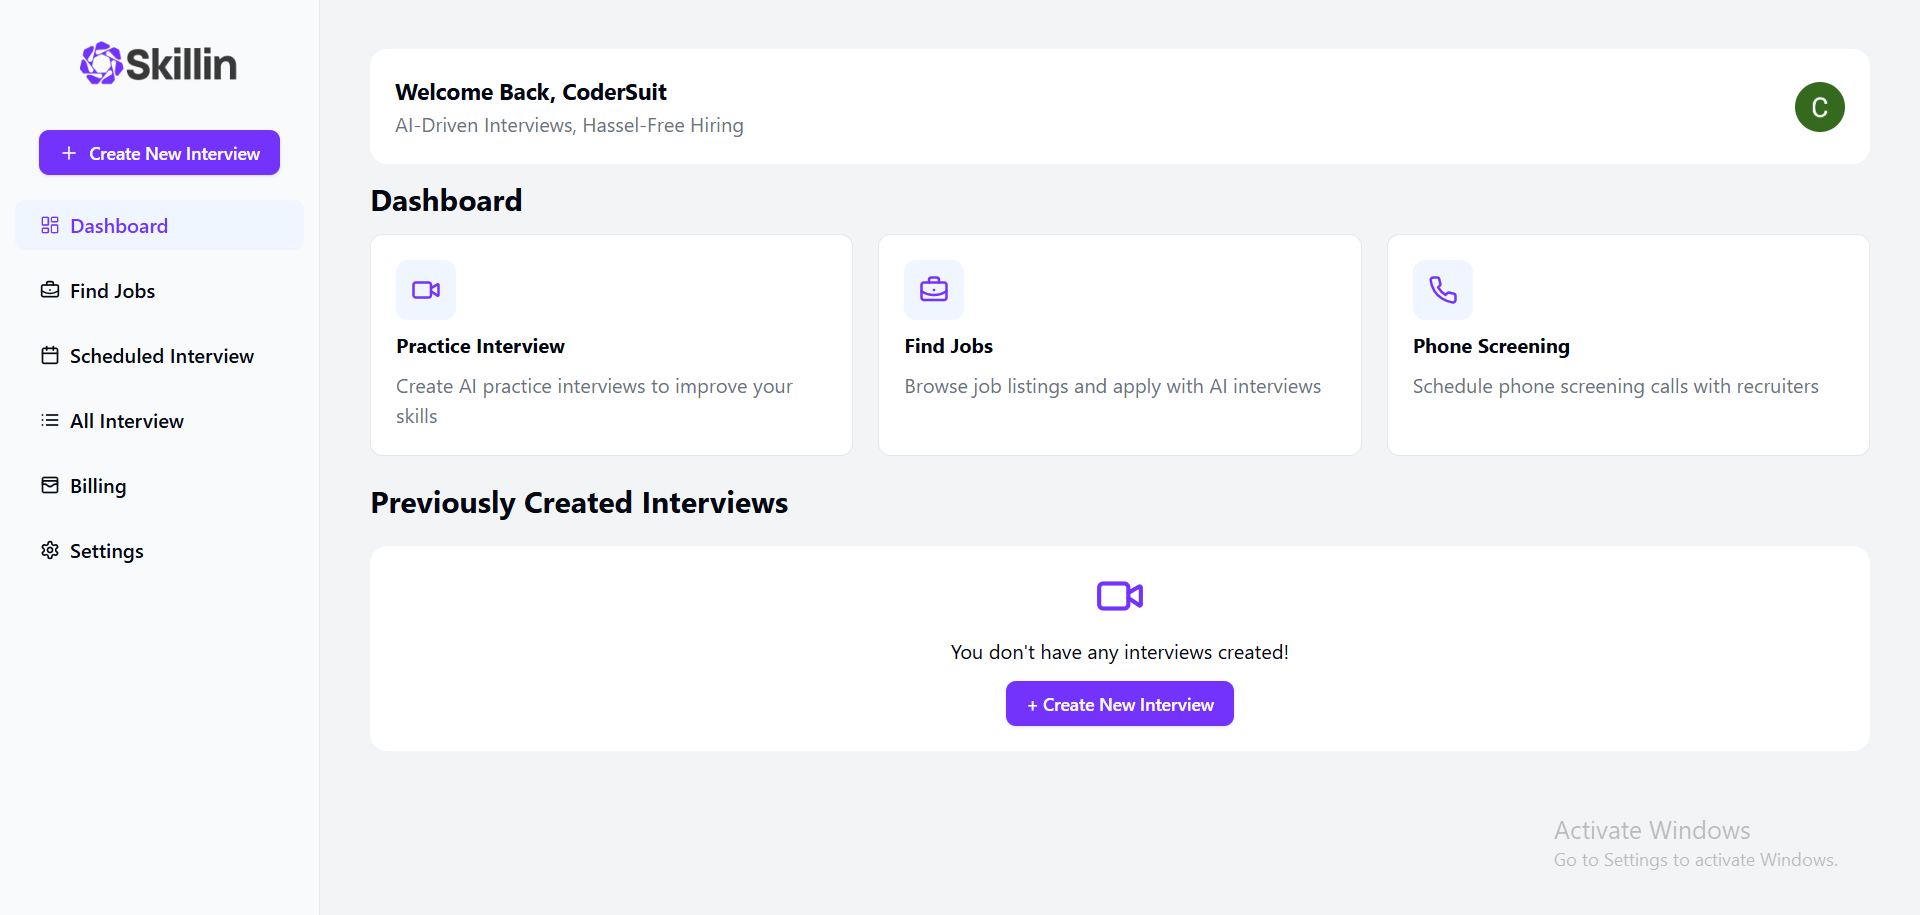 Skillin
+ Create New Interview
Dashboard
Find Jobs
Scheduled Interview
All Interview
Billing
Settings
Welcome Back, CoderSuit
AI-Driven Interviews, Hassel-Free Hiring
C
Dashboard
Practice Interview
Create AI practice interviews to improve your
skills
Find Jobs
Browse job listings and apply with AI interviews
Phone Screening
Schedule phone screening calls with recruiters
Previously Created Interviews
You don't have any interviews created!
+ Create New Interview
Activate Windows
Go to Settings to activate Windows.